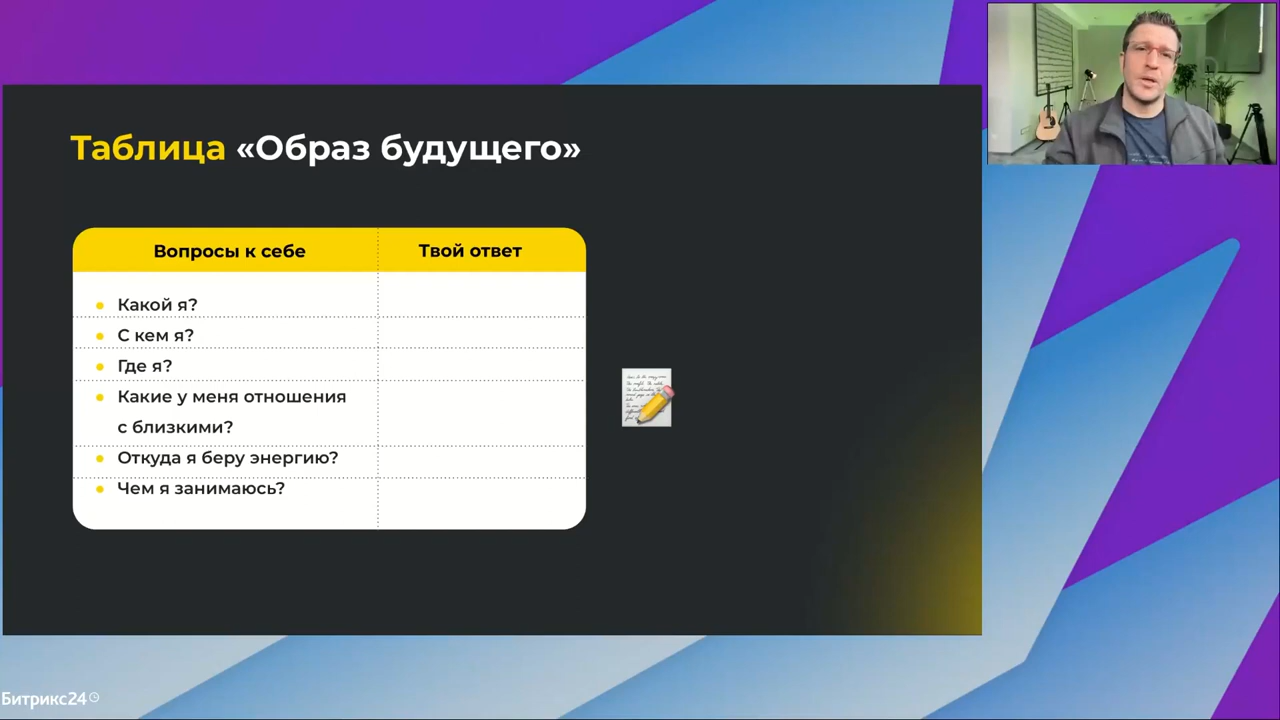 Таблица «Образ будущего»
Вопросы к себе
Твой ответ
Какой я?
С кем я?
Где я?
Какие у меня отношения
с близкими?
Откуда я беру энергию?
Чем я занимаюсь?
Битрикс24